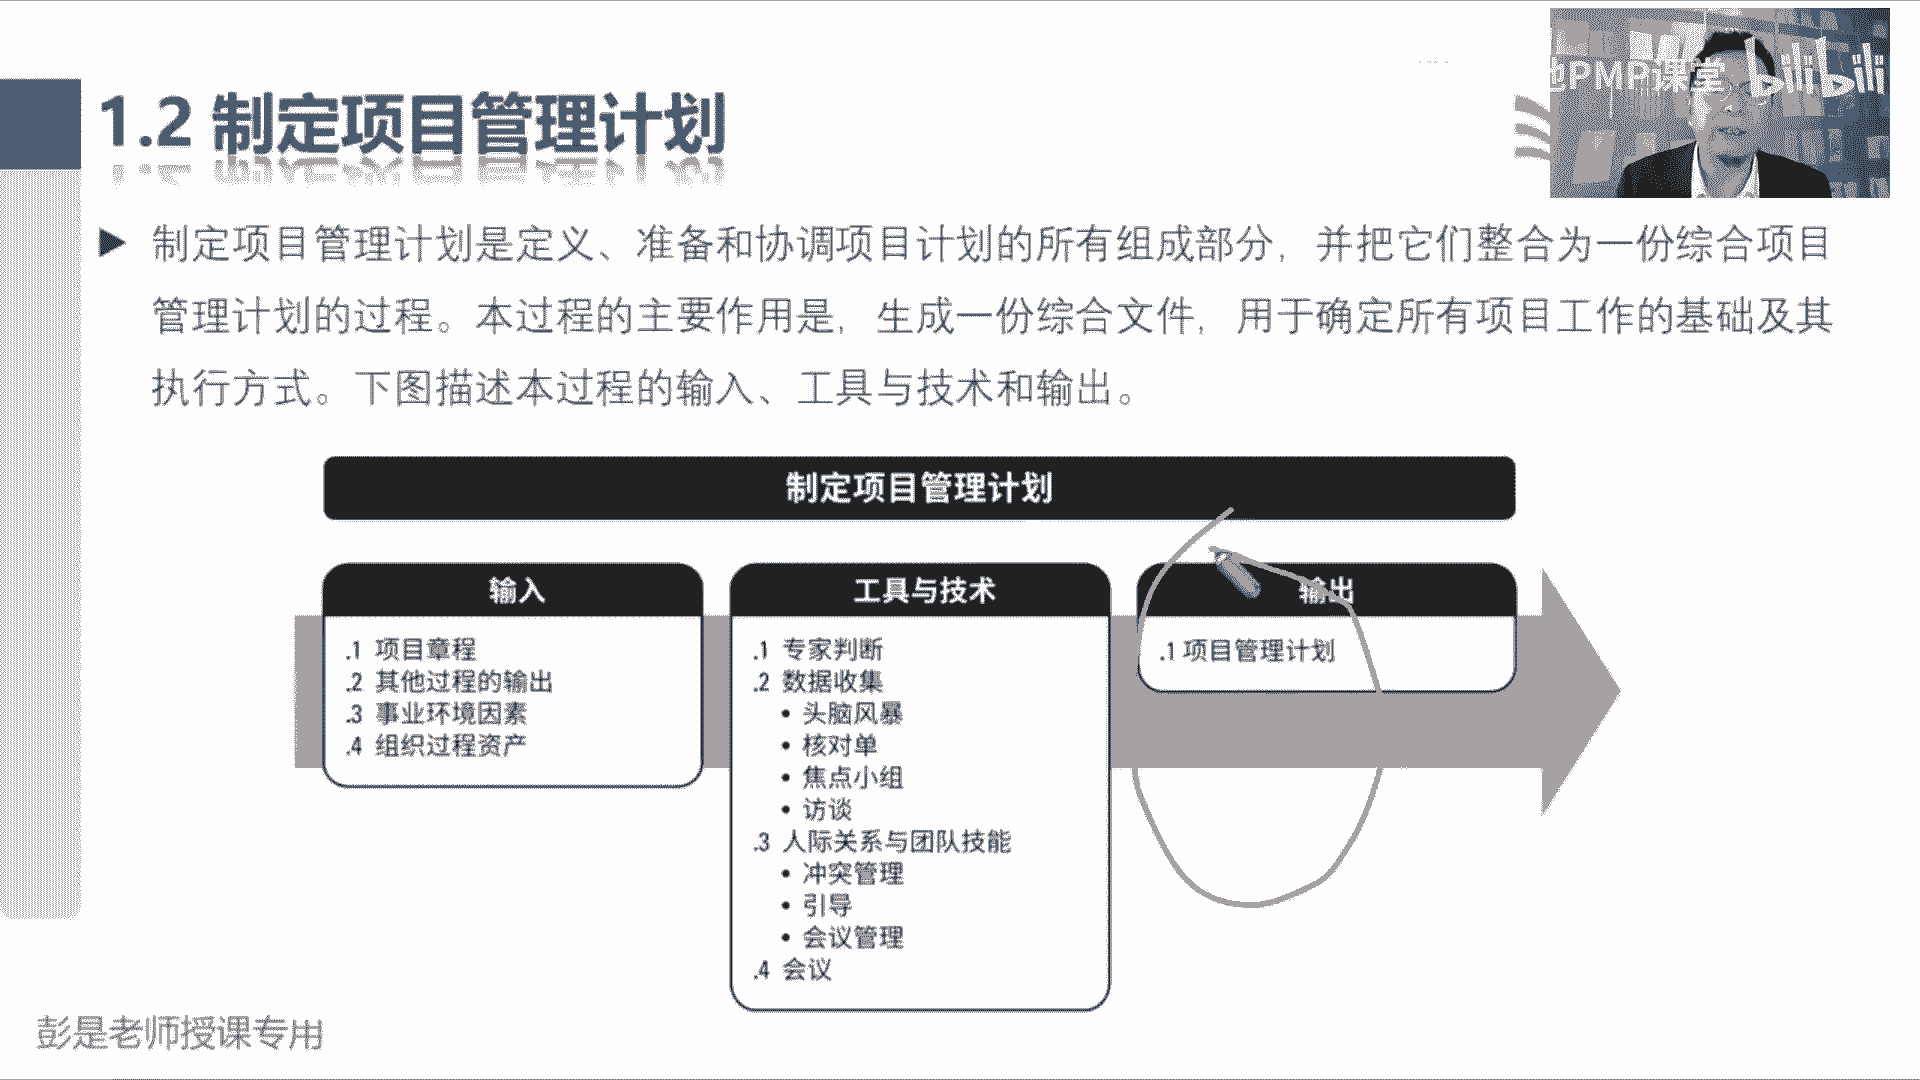 1.2 制定项目管理计划
也PMP课堂 bilibili
制定项目管理计划是定义、准备和协调项目计划的所有组成部分，并把它们整合为一份综合项目
管理计划的过程。本过程的主要作用是，生成一份综合文件，用于确定所有项目工作的基础及其
执行方式。下图描述本过程的输入、工具与技术和输出。
制定项目管理计划
输入
.1 项目章程
.2 其他过程的输出
.3 事业环境因素
.4 组织过程资产
工具与技术
.1 专家判断
.2 数据收集
• 头脑风暴
• 核对单
• 焦点小组
• 访谈
.3 人际关系与团队技能
• 冲突管理
• 引导
• 会议管理
.4 会议
输出
.1 项目管理计划
彭是老师授课专用